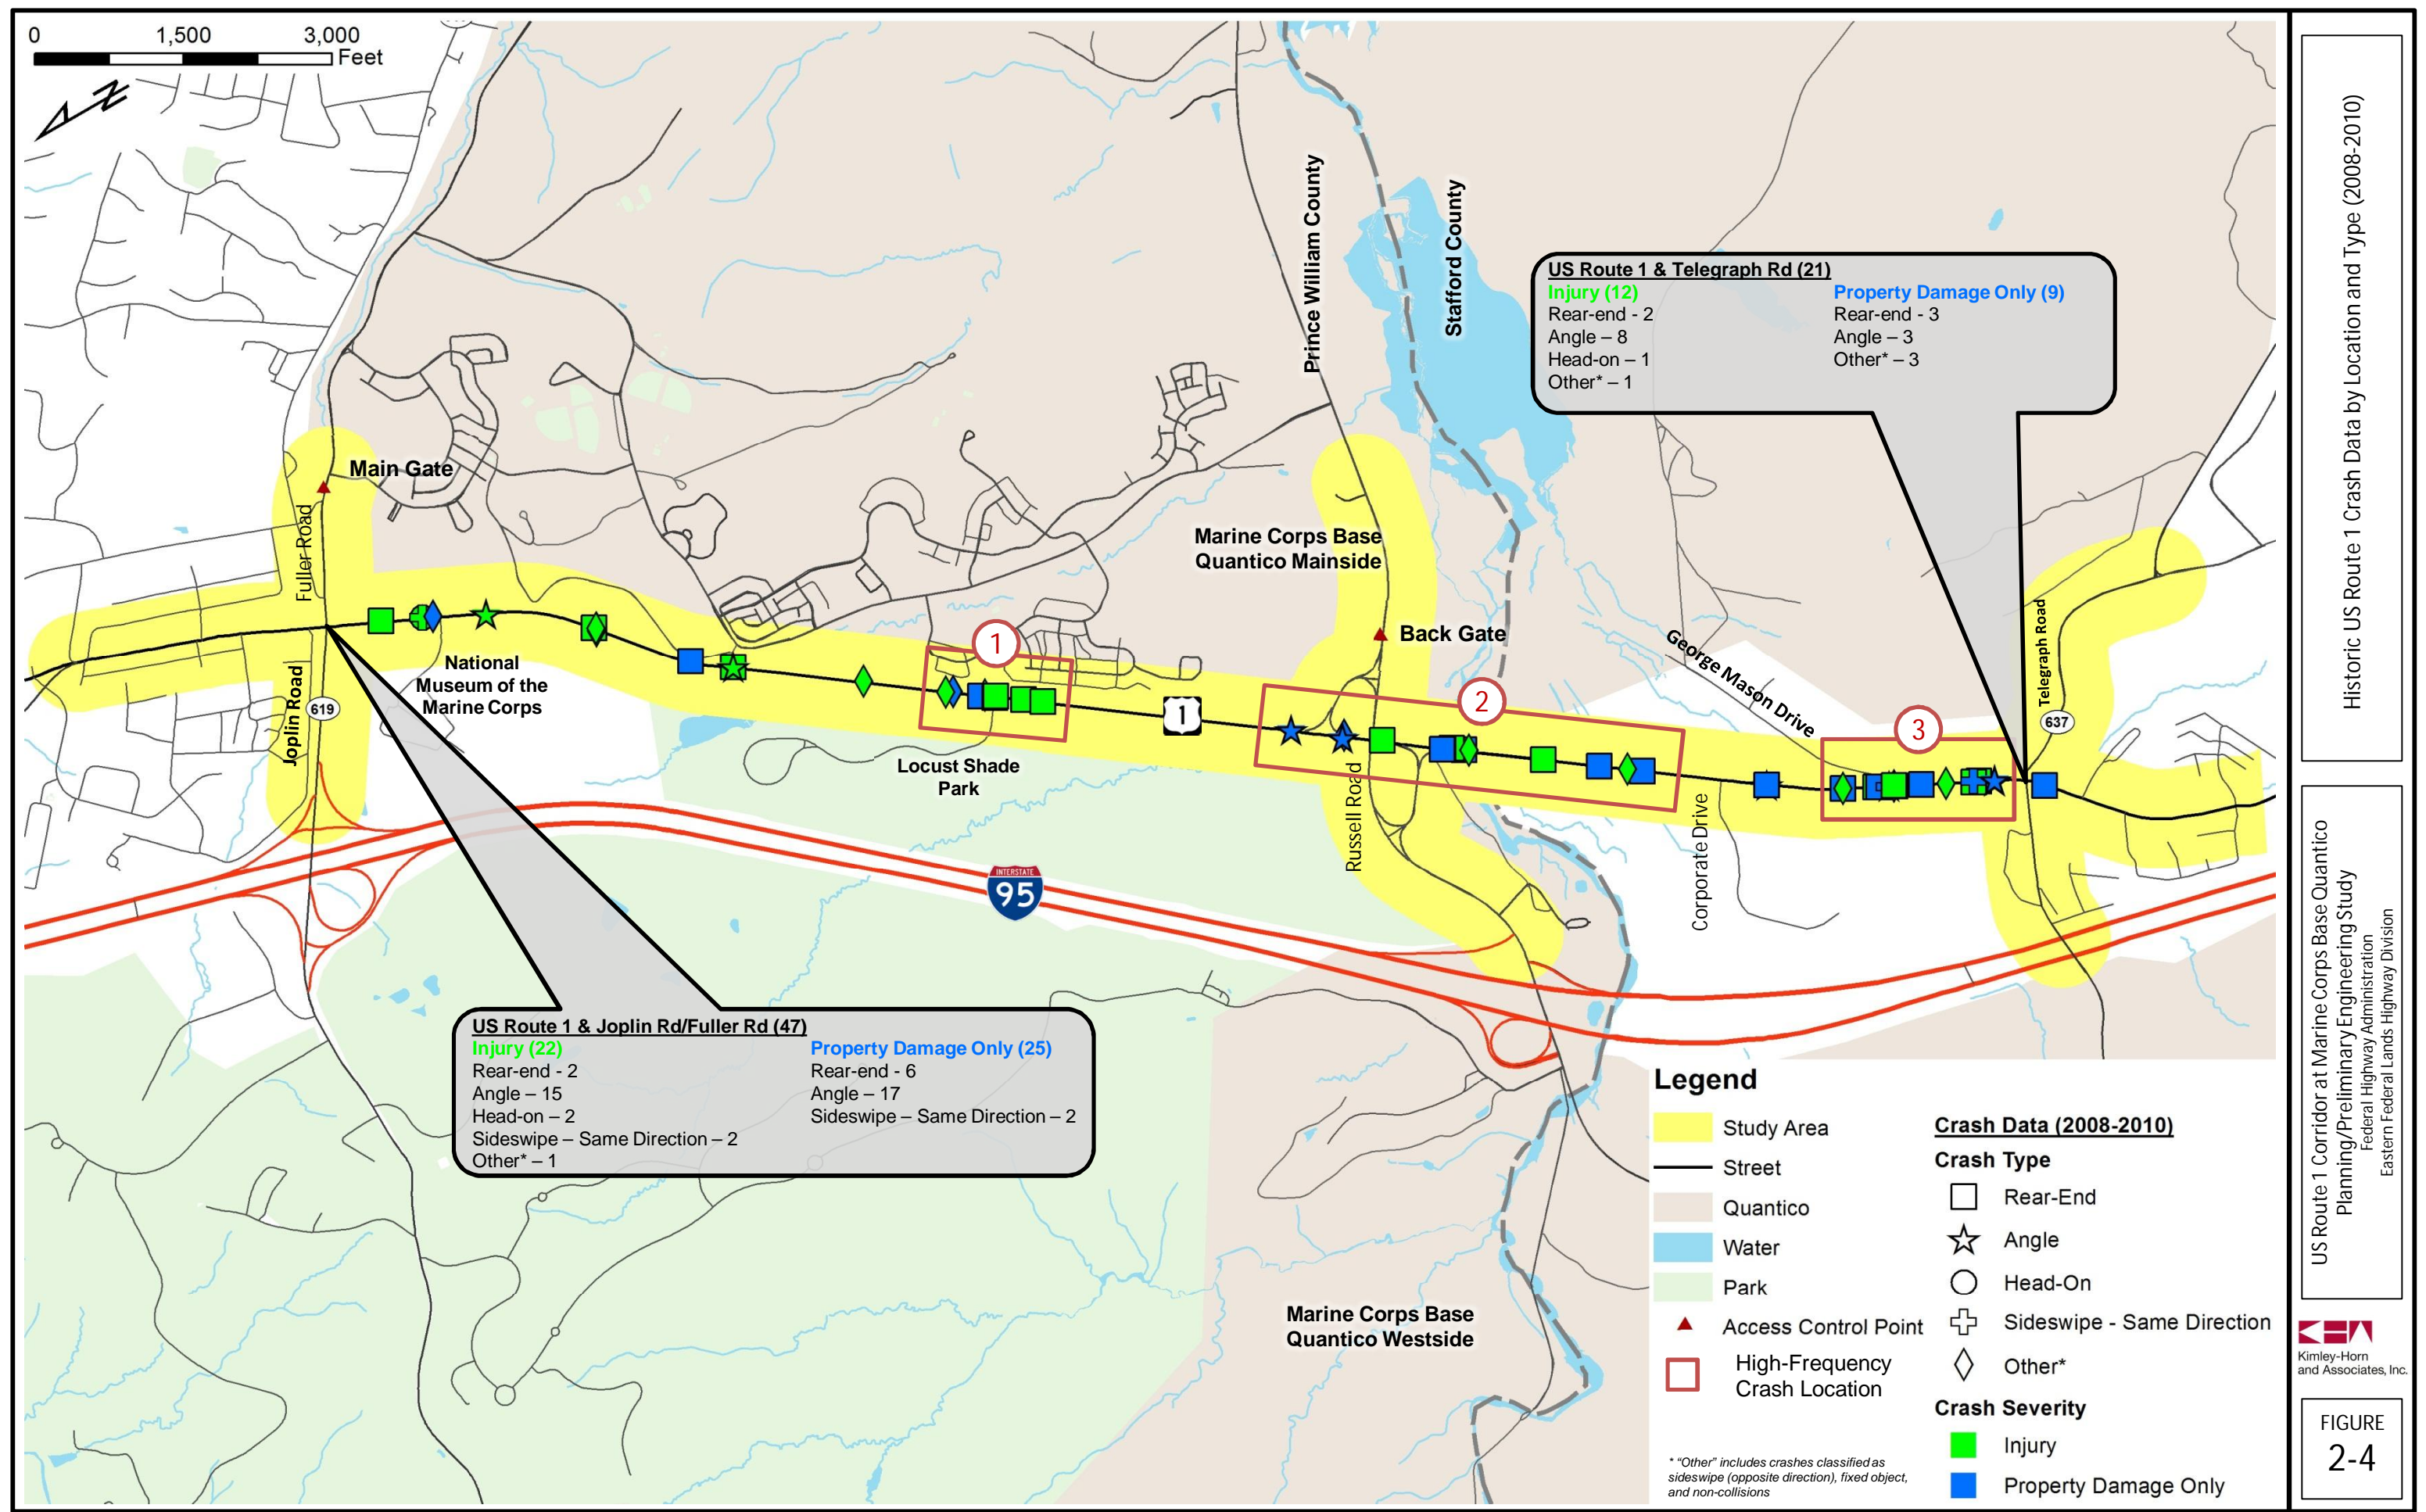 0 1,500 3,000
Feet
N
Prince William County
Stafford County
US Route 1 & Telegraph Rd (21)
Injury (12)
Rear-end - 2
Angle – 8
Head-on – 1
Other* – 1
Property Damage Only (9)
Rear-end - 3
Angle – 3
Other* – 3
Main Gate
Fuller Road
Marine Corps Base
Quantico Mainside
Back Gate
George Mason Drive
Telegraph Road
637
1
2
3
1
National
Museum of the
Marine Corps
Joplin Road
619
Locust Shade
Park
Russell Road
Corporate Drive
INTERSTATE
95
US Route 1 & Joplin Rd/Fuller Rd (47)
Injury (22)
Rear-end - 2
Angle – 15
Head-on – 2
Sideswipe – Same Direction – 2
Other* – 1
Property Damage Only (25)
Rear-end - 6
Angle – 17
Sideswipe – Same Direction – 2
Marine Corps Base
Quantico Westside
Legend
Study Area
Street
Quantico
Water
Park
Access Control Point
High-Frequency
Crash Location
Crash Data (2008-2010)
Crash Type
Rear-End
Angle
Head-On
Sideswipe - Same Direction
Other*
Crash Severity
Injury
Property Damage Only
* "Other" includes crashes classified as
sideswipe (opposite direction), fixed object,
and non-collisions
Historic US Route 1 Crash Data by Location and Type (2008-2010)
US Route 1 Corridor at Marine Corps Base Quantico
Planning/Preliminary Engineering Study
Federal Highway Administration
Eastern Federal Lands Highway Division
Kimley-Horn
and Associates, Inc.
FIGURE
2-4